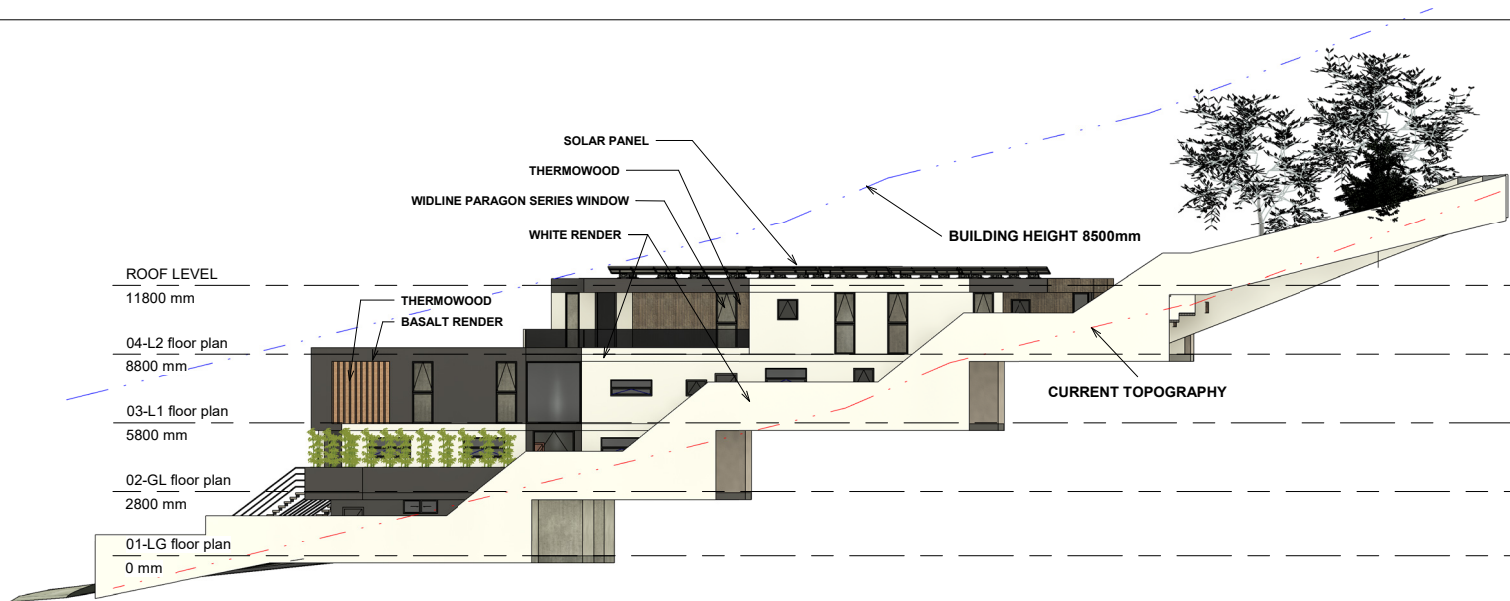 SOLAR PANEL
THERMOWOOD
WIDLINE PARAGON SERIES WINDOW
WHITE RENDER
BUILDING HEIGHT 8500mm
ROOF LEVEL
11800 mm
THERMOWOOD
BASALT RENDER
04-L2 floor plan
8800 mm
CURRENT TOPOGRAPHY
03-L1 floor plan
5800 mm
02-GL floor plan
2800 mm
01-LG floor plan
0 mm